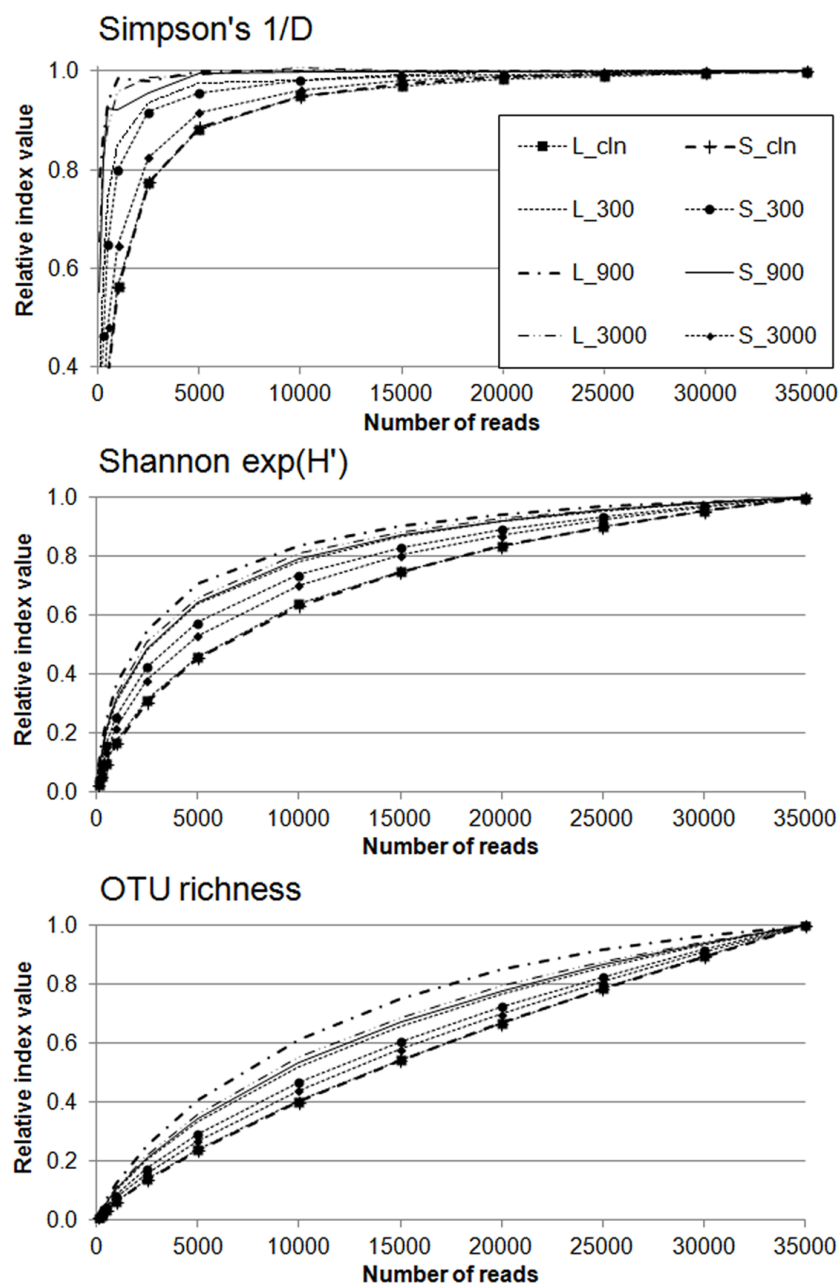 Simpson's 1/D
Relative index value
1.0
0.8
0.6
0.4
0 5000 10000 15000 20000 25000 30000 35000
Number of reads
L_cln S_cln
L_300 S_300
L_900 S_900
L_3000 S_3000
Shannon exp(H')
Relative index value
1.0
0.8
0.6
0.4
0.2
0.0
0 5000 10000 15000 20000 25000 30000 35000
Number of reads
OTU richness
Relative index value
1.0
0.8
0.6
0.4
0.2
0.0
0 5000 10000 15000 20000 25000 30000 35000
Number of reads